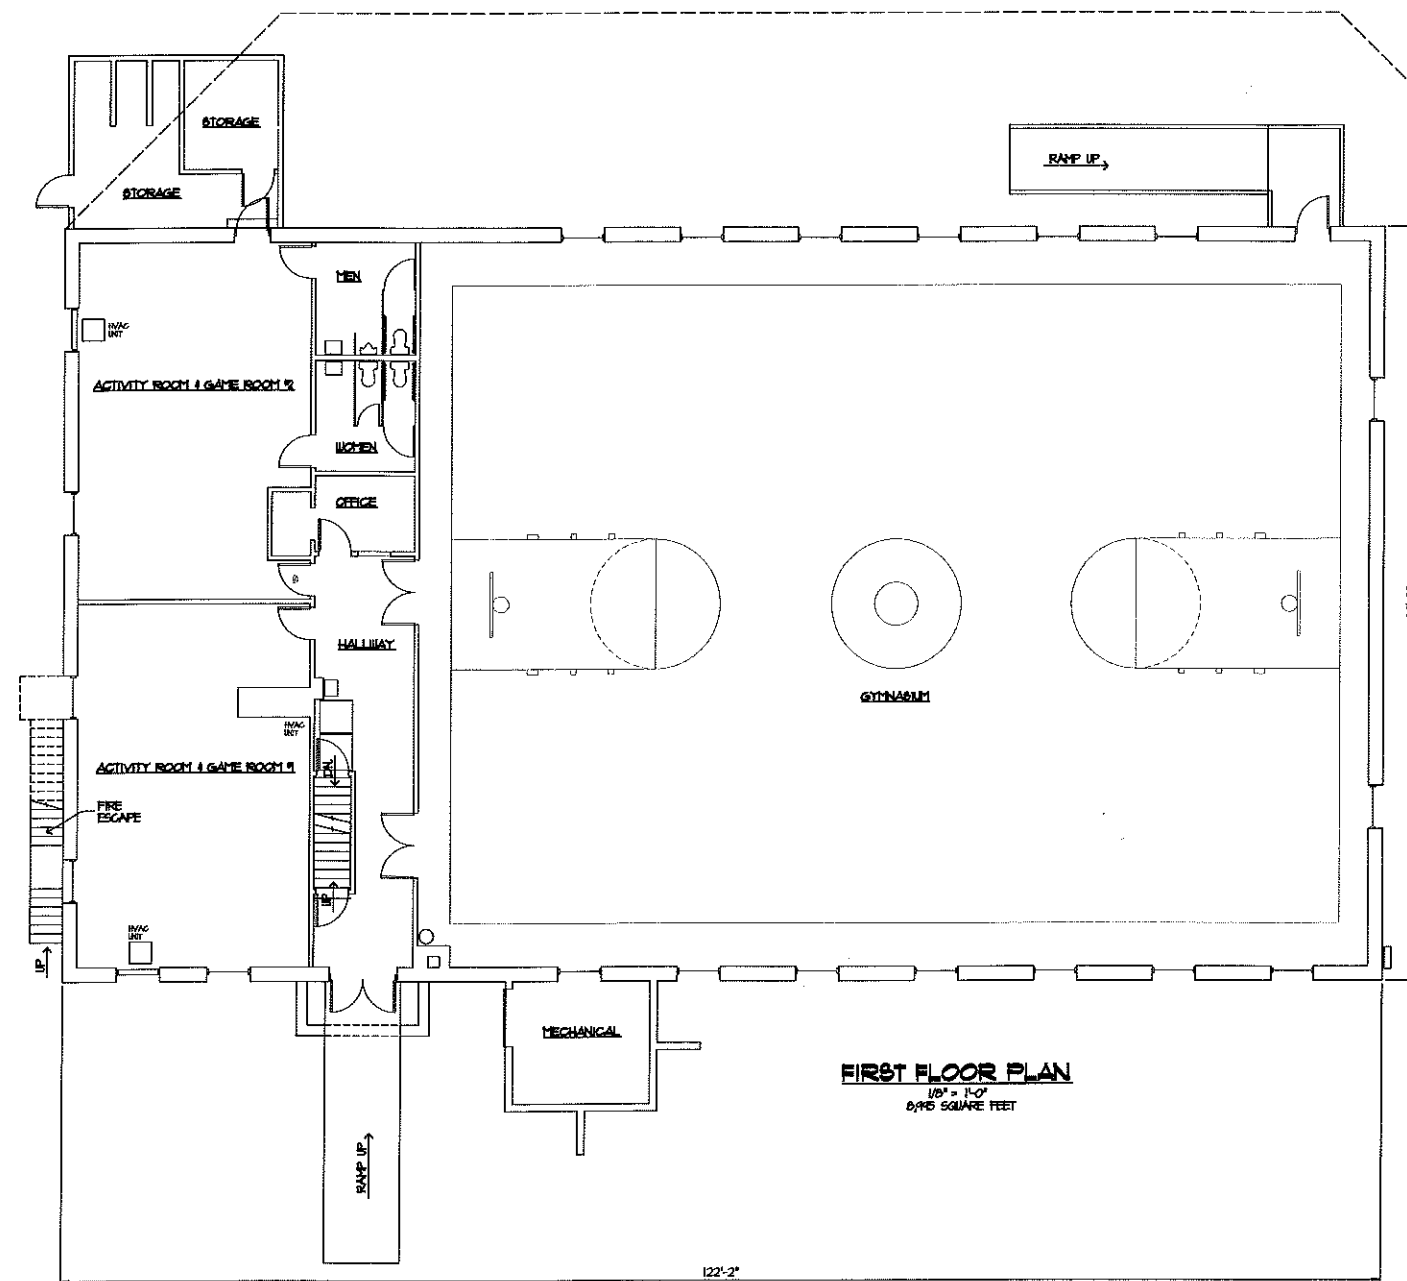 STORAGE
RAMP UP
STORAGE
MEN
HVAC
UNIT
ACTIVITY ROOM & GAME ROOM #2
WOMEN
OFFICE
HALLWAY
GYMNASIUM
HVAC
UNIT
ACTIVITY ROOM & GAME ROOM #1
DN.
FIRE
ESCAPE
UP
HVAC
UNIT
UP
MECHANICAL
FIRST FLOOR PLAN
1/8" = 1'-0"
SQUARE FEET
RAMP UP
122'-2"